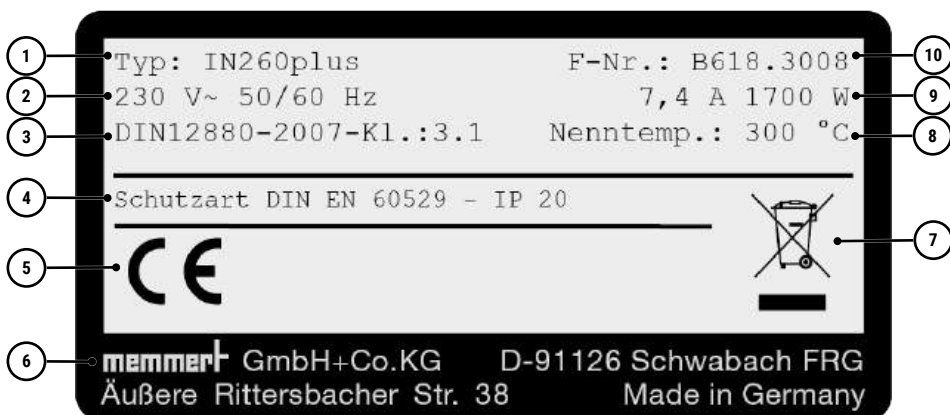 1 Typ: IN260plus F-Nr.: B618.3008 10
2 230 V~ 50/60 Hz 7,4 A 1700 W 9
3 DIN12880-2007-Kl.:3.1 Nenntemp.: 300 °C 8
4 Schutzart DIN EN 60529 - IP 20
5 CE 7
6 memmert GmbH+Co.KG D-91126 Schwabach FRG
Äußere Rittersbacher Str. 38 Made in Germany